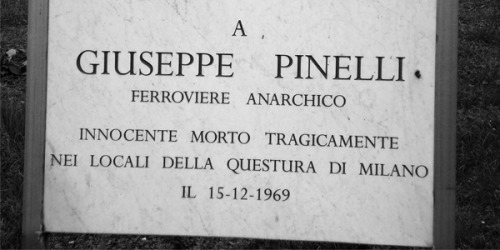 A
GIUSEPPE PINELLI
FERROVIERE ANARCHICO
INNOCENTE MORTO TRAGICAMENTE
NEI LOCALI DELLA QUESTURA DI MILANO
IL 15-12-1969